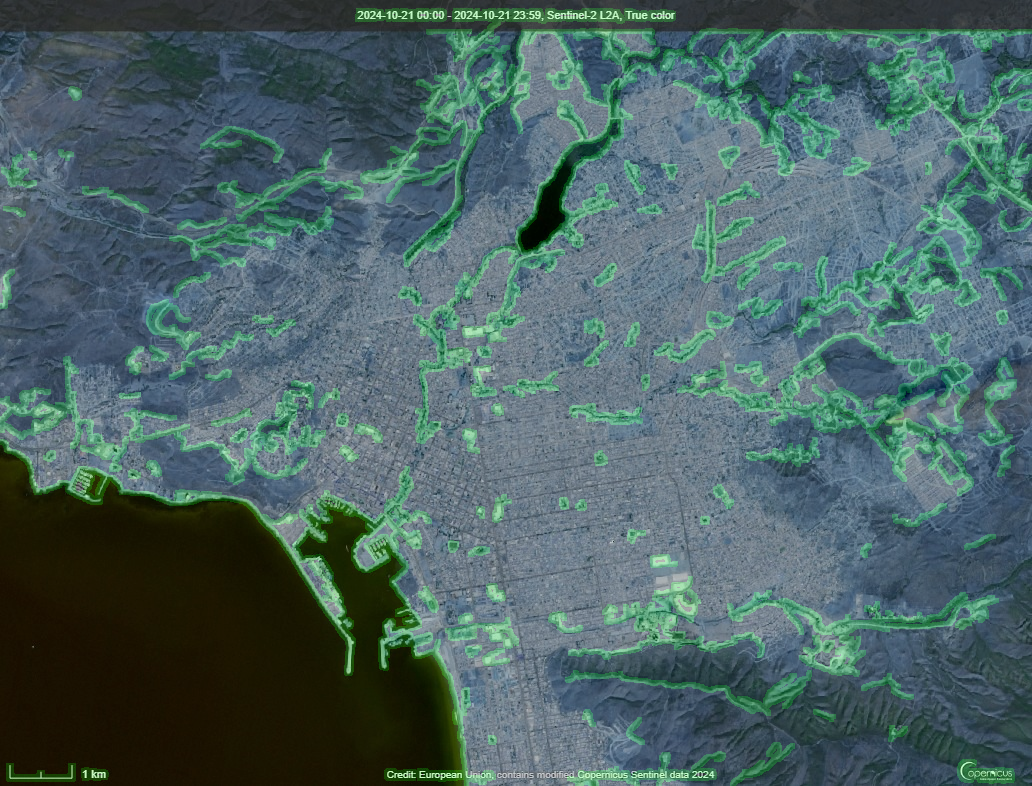 2024-10-21 00:00 - 2024-10-21 23:59, Sentinel-2 L2A, True color
1 km
Credit: European Union, contains modified Copernicus Sentinel data 2024
opernicus